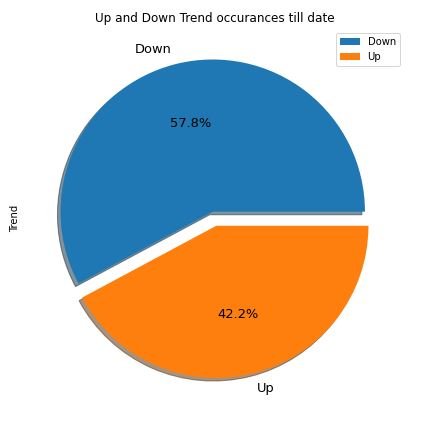 Up and Down Trend occurances till date
Down
Down
Up
57.8%
Trend
42.2%
Up